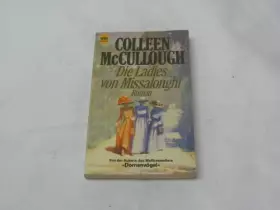 COLLEEN
McCULLOUGH
Die Ladies
von Missalonghi
Roman
Von der Autorin des Weltbestsellers
»Dornenvögel«